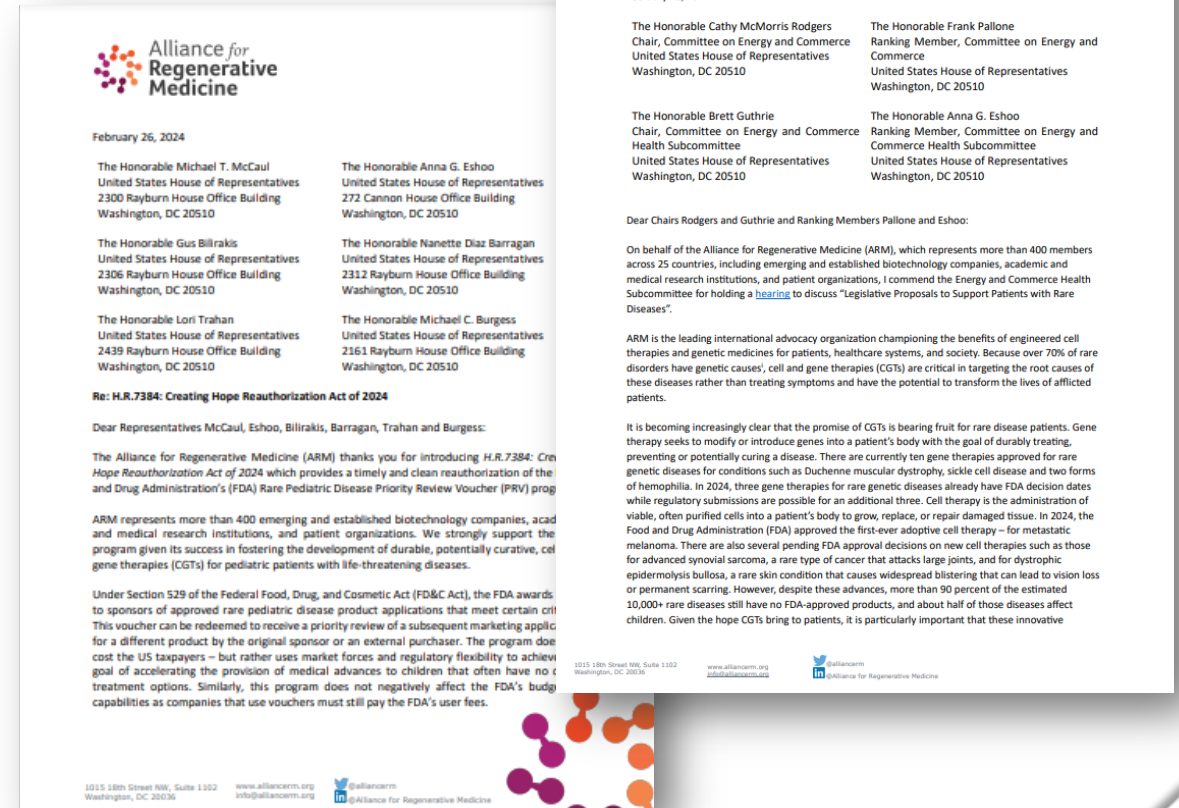 Alliance for
Regenerative
Medicine
February 26, 2024
The Honorable Michael T. McCaul
United States House of Representatives
2300 Rayburn House Office Building
Washington, DC 20510
The Honorable Anna G. Eshoo
United States House of Representatives
272 Cannon House Office Building
Washington, DC 20510
The Honorable Gus Bilirakis
United States House of Representatives
2306 Rayburn House Office Building
Washington, DC 20510
The Honorable Nanette Diaz Barragan
United States House of Representatives
2312 Rayburn House Office Building
Washington, DC 20510
The Honorable Lori Trahan
United States House of Representatives
2439 Rayburn House Office Building
Washington, DC 20510
The Honorable Michael C. Burgess
United States House of Representatives
2161 Rayburn House Office Building
Washington, DC 20510
Re: H.R.7384: Creating Hope Reauthorization Act of 2024
Dear Representatives McCaul, Eshoo, Bilirakis, Barragan, Trahan and Burgess:
The Alliance for Regenerative Medicine (ARM) thanks you for introducing H.R.7384: Cre
Hope Reauthorization Act of 2024 which provides a timely and clean reauthorization of the
and Drug Administration's (FDA) Rare Pediatric Disease Priority Review Voucher (PRV) prog
ARM represents more than 400 emerging and established biotechnology companies, acad
and medical research institutions, and patient organizations. We strongly support the
program given its success in fostering the development of durable, potentially curative, cel
gene therapies (CGTs) for pediatric patients with life-threatening diseases.
Under Section 529 of the Federal Food, Drug, and Cosmetic Act (FD&C Act), the FDA awards
to sponsors of approved rare pediatric disease product applications that meet certain crit
This voucher can be redeemed to receive a priority review of a subsequent marketing applic
for a different product by the original sponsor or an external purchaser. The program doe
cost the US taxpayers – but rather uses market forces and regulatory flexibility to achieve
goal of accelerating the provision of medical advances to children that often have no
treatment options. Similarly, this program does not negatively affect the FDA's budg
capabilities as companies that use vouchers must still pay the FDA's user fees.
1015 18th Street NW, Suite 1102
Washington, DC 20036
www.alliancerm.org
info@alliancerm.org
@alliancerm
in @Alliance for Regenerative Medicine
The Honorable Cathy McMorris Rodgers
Chair, Committee on Energy and Commerce
United States House of Representatives
Washington, DC 20510
The Honorable Frank Pallone
Ranking Member, Committee on Energy and
Commerce
United States House of Representatives
Washington, DC 20510
The Honorable Brett Guthrie
Chair, Committee on Energy and Commerce
Health Subcommittee
United States House of Representatives
Washington, DC 20510
The Honorable Anna G. Eshoo
Ranking Member, Committee on Energy and
Commerce Health Subcommittee
United States House of Representatives
Washington, DC 20510
Dear Chairs Rodgers and Guthrie and Ranking Members Pallone and Eshoo:
On behalf of the Alliance for Regenerative Medicine (ARM), which represents more than 400 members
across 25 countries, including emerging and established biotechnology companies, academic and
medical research institutions, and patient organizations, I commend the Energy and Commerce Health
Subcommittee for holding a hearing to discuss “Legislative Proposals to Support Patients with Rare
Diseases”.
ARM is the leading international advocacy organization championing the benefits of engineered cell
therapies and genetic medicines for patients, healthcare systems, and society. Because over 70% of rare
disorders have genetic causesⁱ, cell and gene therapies (CGTs) are critical in targeting the root causes of
these diseases rather than treating symptoms and have the potential to transform the lives of afflicted
patients.
It is becoming increasingly clear that the promise of CGTs is bearing fruit for rare disease patients. Gene
therapy seeks to modify or introduce genes into a patient's body with the goal of durably treating,
preventing or potentially curing a disease. There are currently ten gene therapies approved for rare
genetic diseases for conditions such as Duchenne muscular dystrophy, sickle cell disease and two forms
of hemophilia. In 2024, three gene therapies for rare genetic diseases already have FDA decision dates
while regulatory submissions are possible for an additional three. Cell therapy is the administration of
viable, often purified cells into a patient's body to grow, replace, or repair damaged tissue. In 2024, the
Food and Drug Administration (FDA) approved the first-ever adoptive cell therapy – for metastatic
melanoma. There are also several pending FDA approval decisions on new cell therapies such as those
for advanced synovial sarcoma, a rare type of cancer that attacks large joints, and for dystrophic
epidermolysis bullosa, a rare skin condition that causes widespread blistering that can lead to vision loss
or permanent scarring. However, despite these advances, more than 90 percent of the estimated
10,000+ rare diseases still have no FDA-approved products, and about half of those diseases affect
children. Given the hope CGTs bring to patients, it is particularly important that these innovative
1015 18th Street NW, Suite 1102
Washington, DC 20036
www.alliancerm.org
info@alliancerm.org
@alliancerm
in @Alliance for Regenerative Medicine